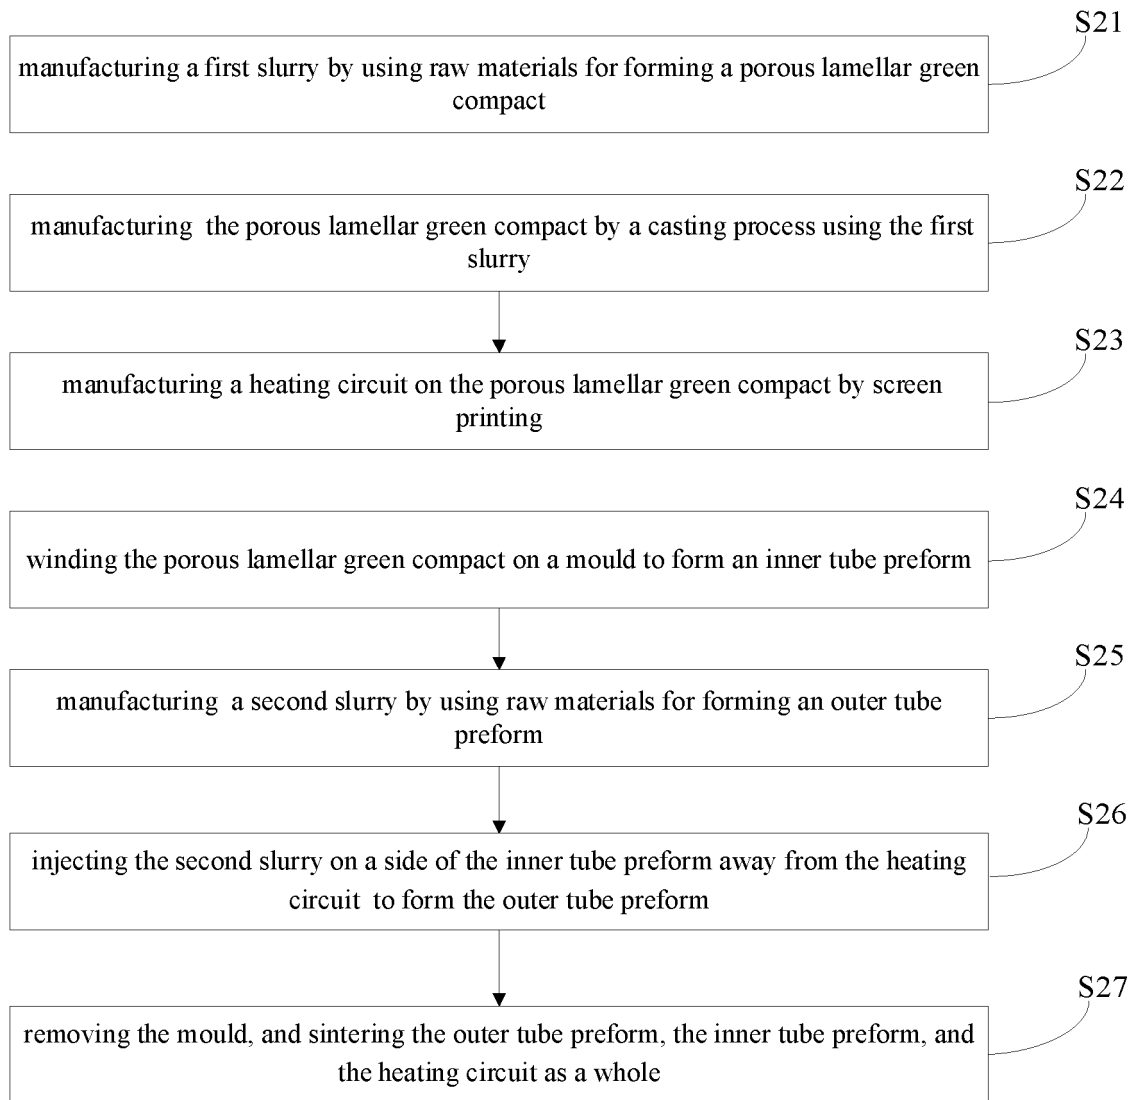 S21
manufacturing a first slurry by using raw materials for forming a porous lamellar green
compact
S22
manufacturing the porous lamellar green compact by a casting process using the first
slurry
S23
manufacturing a heating circuit on the porous lamellar green compact by screen
printing
S24
winding the porous lamellar green compact on a mould to form an inner tube preform
S25
manufacturing a second slurry by using raw materials for forming an outer tube
preform
S26
injecting the second slurry on a side of the inner tube preform away from the heating
circuit to form the outer tube preform
S27
removing the mould, and sintering the outer tube preform, the inner tube preform, and
the heating circuit as a whole